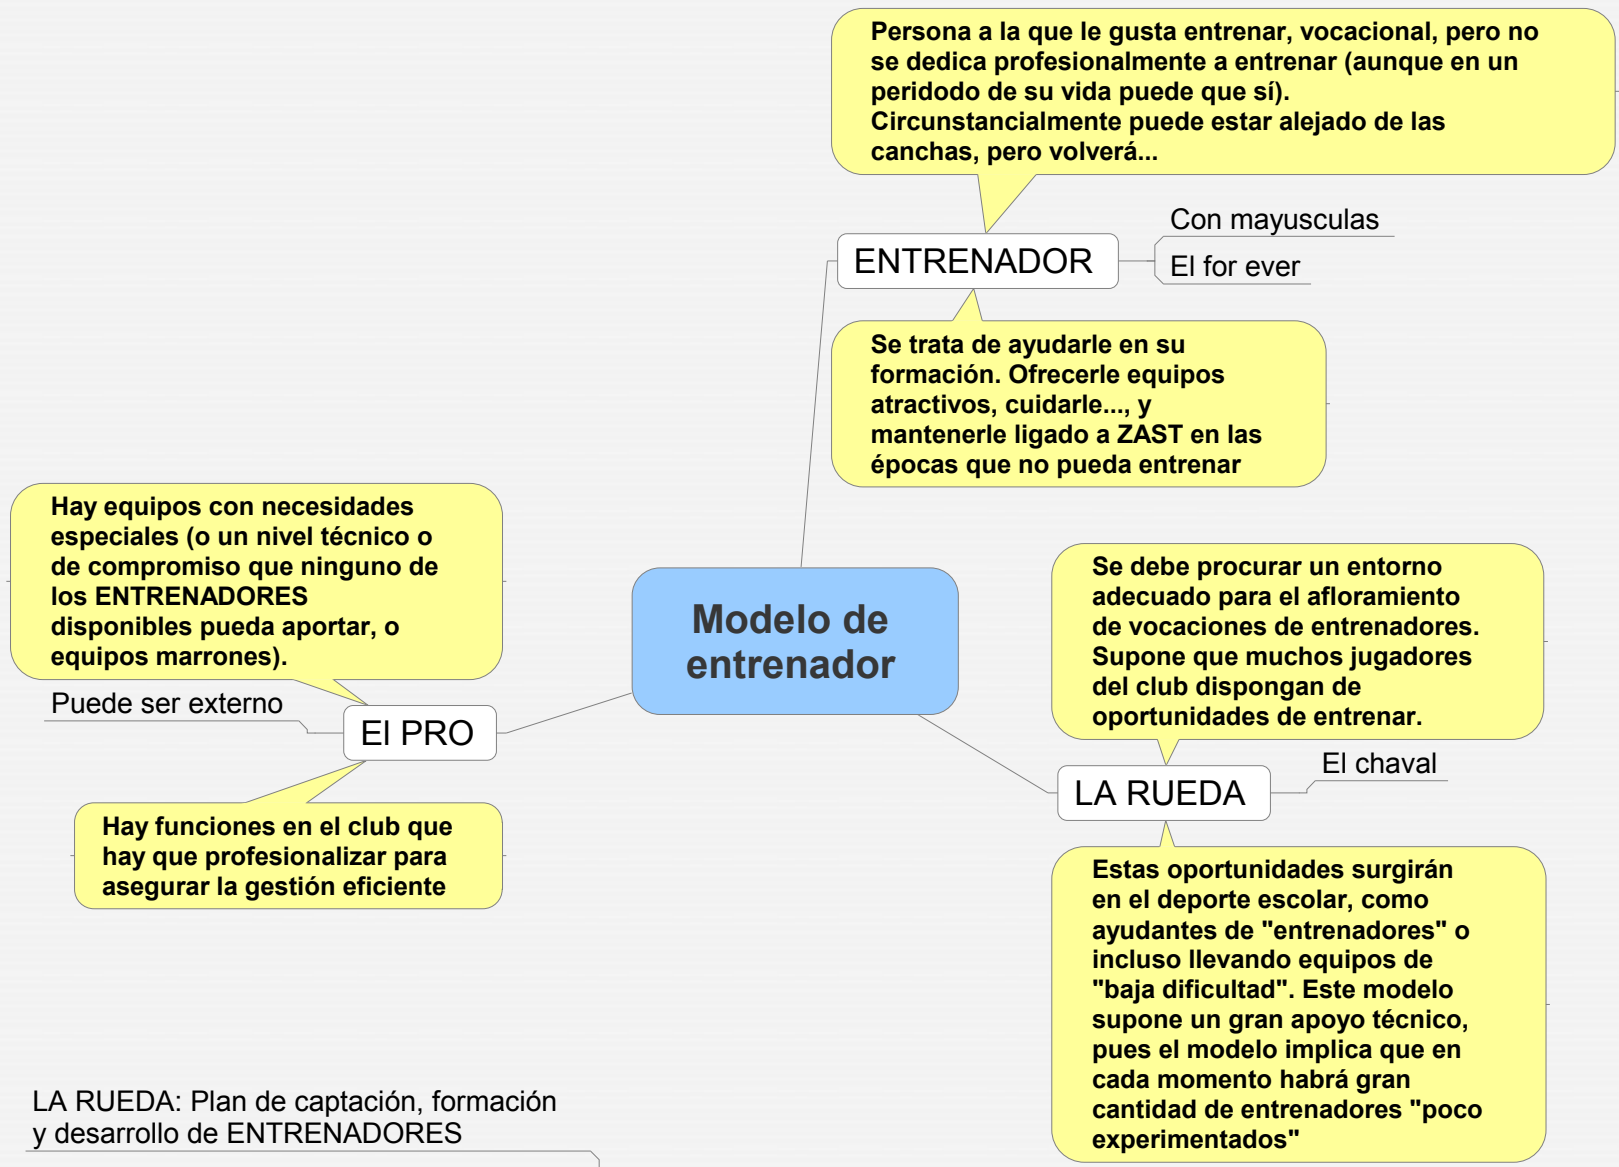 Persona a la que le gusta entrenar, vocacional, pero no
se dedica profesionalmente a entrenar (aunque en un
peridodo de su vida puede que sí).
Circunstancialmente puede estar alejado de las
canchas, pero volverá...
Con mayusculas
ENTRENADOR
El for ever
Se trata de ayudarle en su
formación. Ofrecerle equipos
atractivos, cuidarle..., y
mantenerle ligado a ZAST en las
épocas que no pueda entrenar
Hay equipos con necesidades
especiales (o un nivel técnico o
de compromiso que ninguno de
los ENTRENADORES
disponibles pueda aportar, o
equipos marrones).
Puede ser externo
El PRO
Hay funciones en el club que
hay que profesionalizar para
asegurar la gestión eficiente
Modelo de
entrenador
Se debe procurar un entorno
adecuado para el afloramiento
de vocaciones de entrenadores.
Supone que muchos jugadores
del club dispongan de
oportunidades de entrenar.
El chaval
LA RUEDA
Estas oportunidades surgirán
en el deporte escolar, como
ayudantes de "entrenadores" o
incluso llevando equipos de
"baja dificultad". Este modelo
supone un gran apoyo técnico,
pues el modelo implica que en
cada momento habrá gran
cantidad de entrenadores "poco
experimentados"
LA RUEDA: Plan de captación, formación
y desarrollo de ENTRENADORES